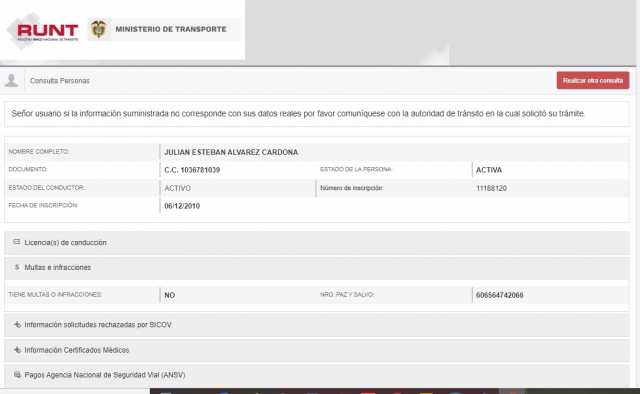 RUNT
MINISTERIO DE TRANSPORTE
Consulta Personas
Realizar otra consulta
Señor usuario si la información suministrada no corresponde con sus datos reales por favor comuníquese con la autoridad de tránsito en la cual solicitó su trámite.
NOMBRE COMPLETO: JULIAN ESTEBAN ALVAREZ CARDONA
DOCUMENTO: C.C. 1036781039 ESTADO DE LA PERSONA: ACTIVA
ESTADO DEL CONDUCTOR: ACTIVO Número de inscripción: 11188120
FECHA DE INSCRIPCIÓN: 06/12/2010
Licencia(s) de conducción
$ Multas e infracciones
TIENE MULTAS O INFRACCIONES: NO NRO. PAZ Y SALVO: 606564742066
Información solicitudes rechazadas por SICOV
Información Certificados Médicos
Pagos Agencia Nacional de Seguridad Vial (ANSV)